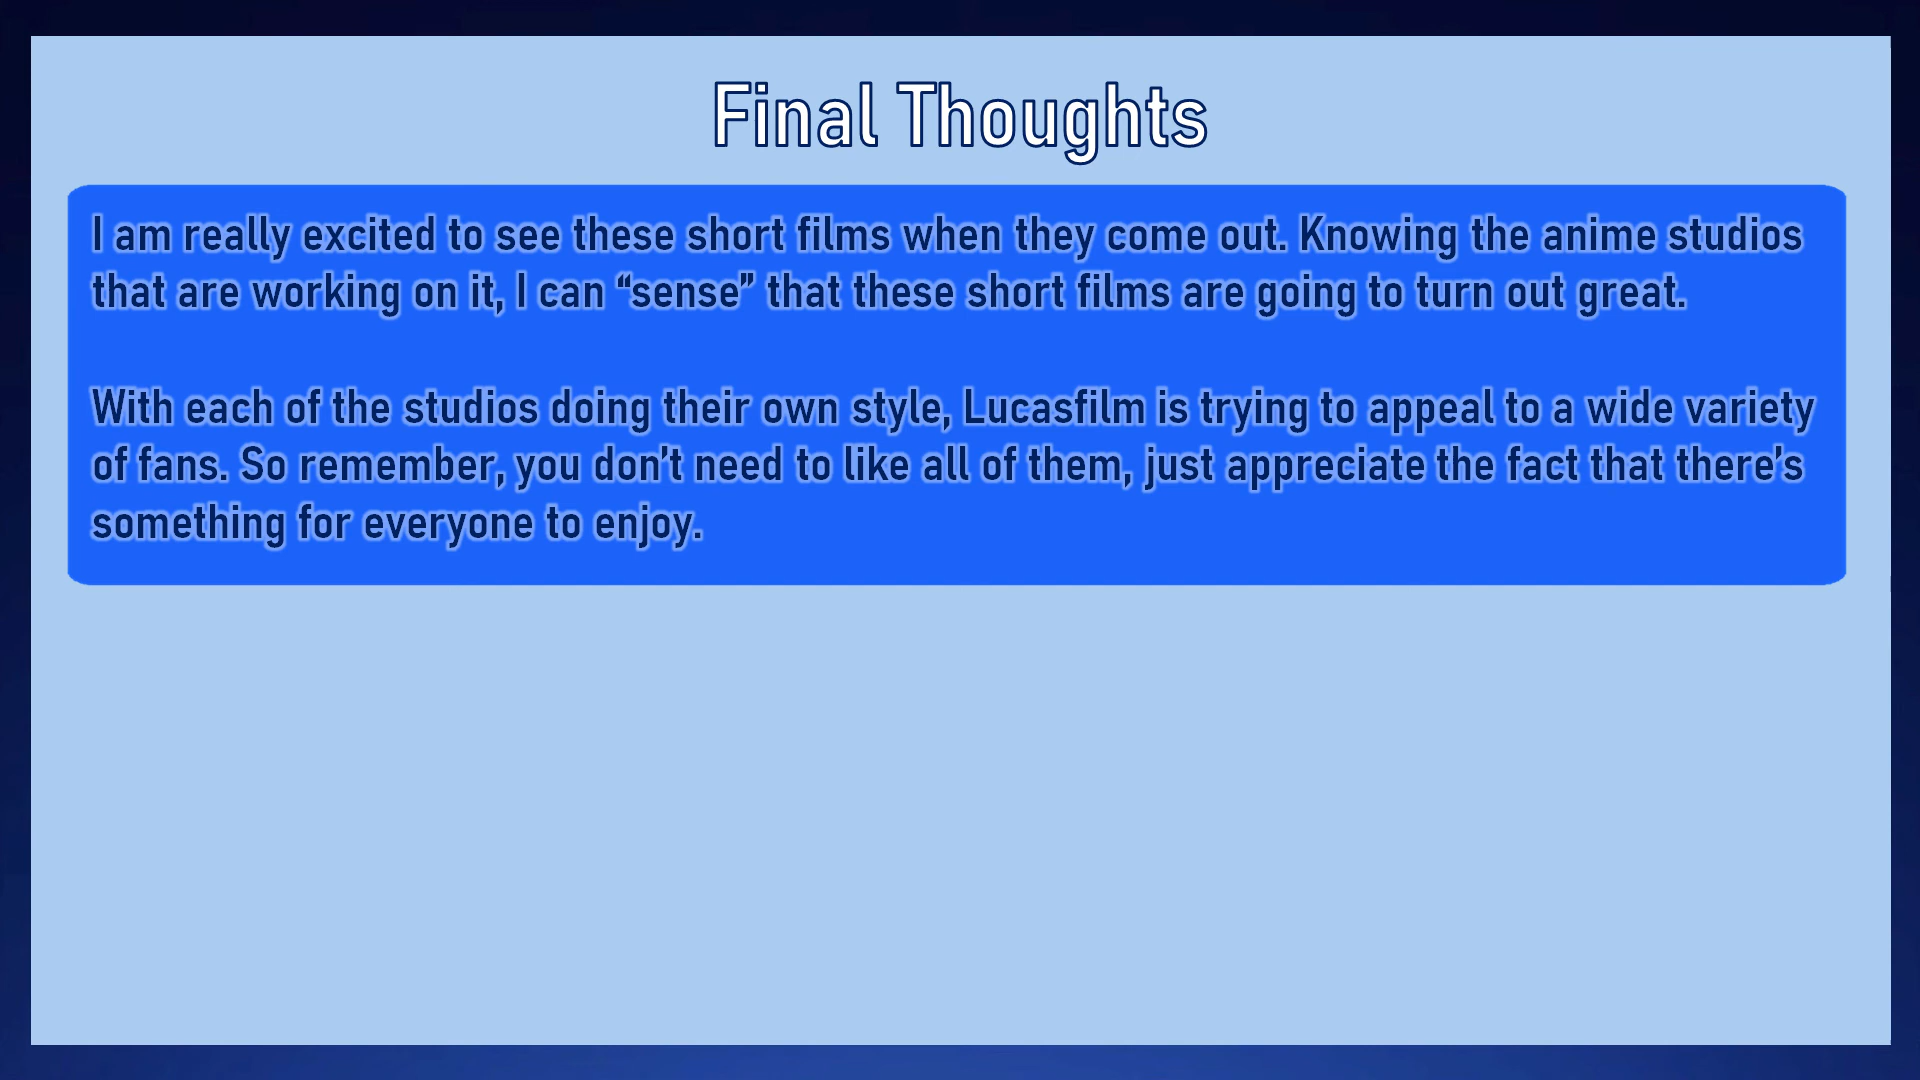 Final Thoughts
I am really excited to see these short films when they come out. Knowing the anime studios
that are working on it, I can “sense” that these short films are going to turn out great.
With each of the studios doing their own style, Lucasfilm is trying to appeal to a wide variety
of fans. So remember, you don’t need to like all of them, just appreciate the fact that there’s
something for everyone to enjoy.